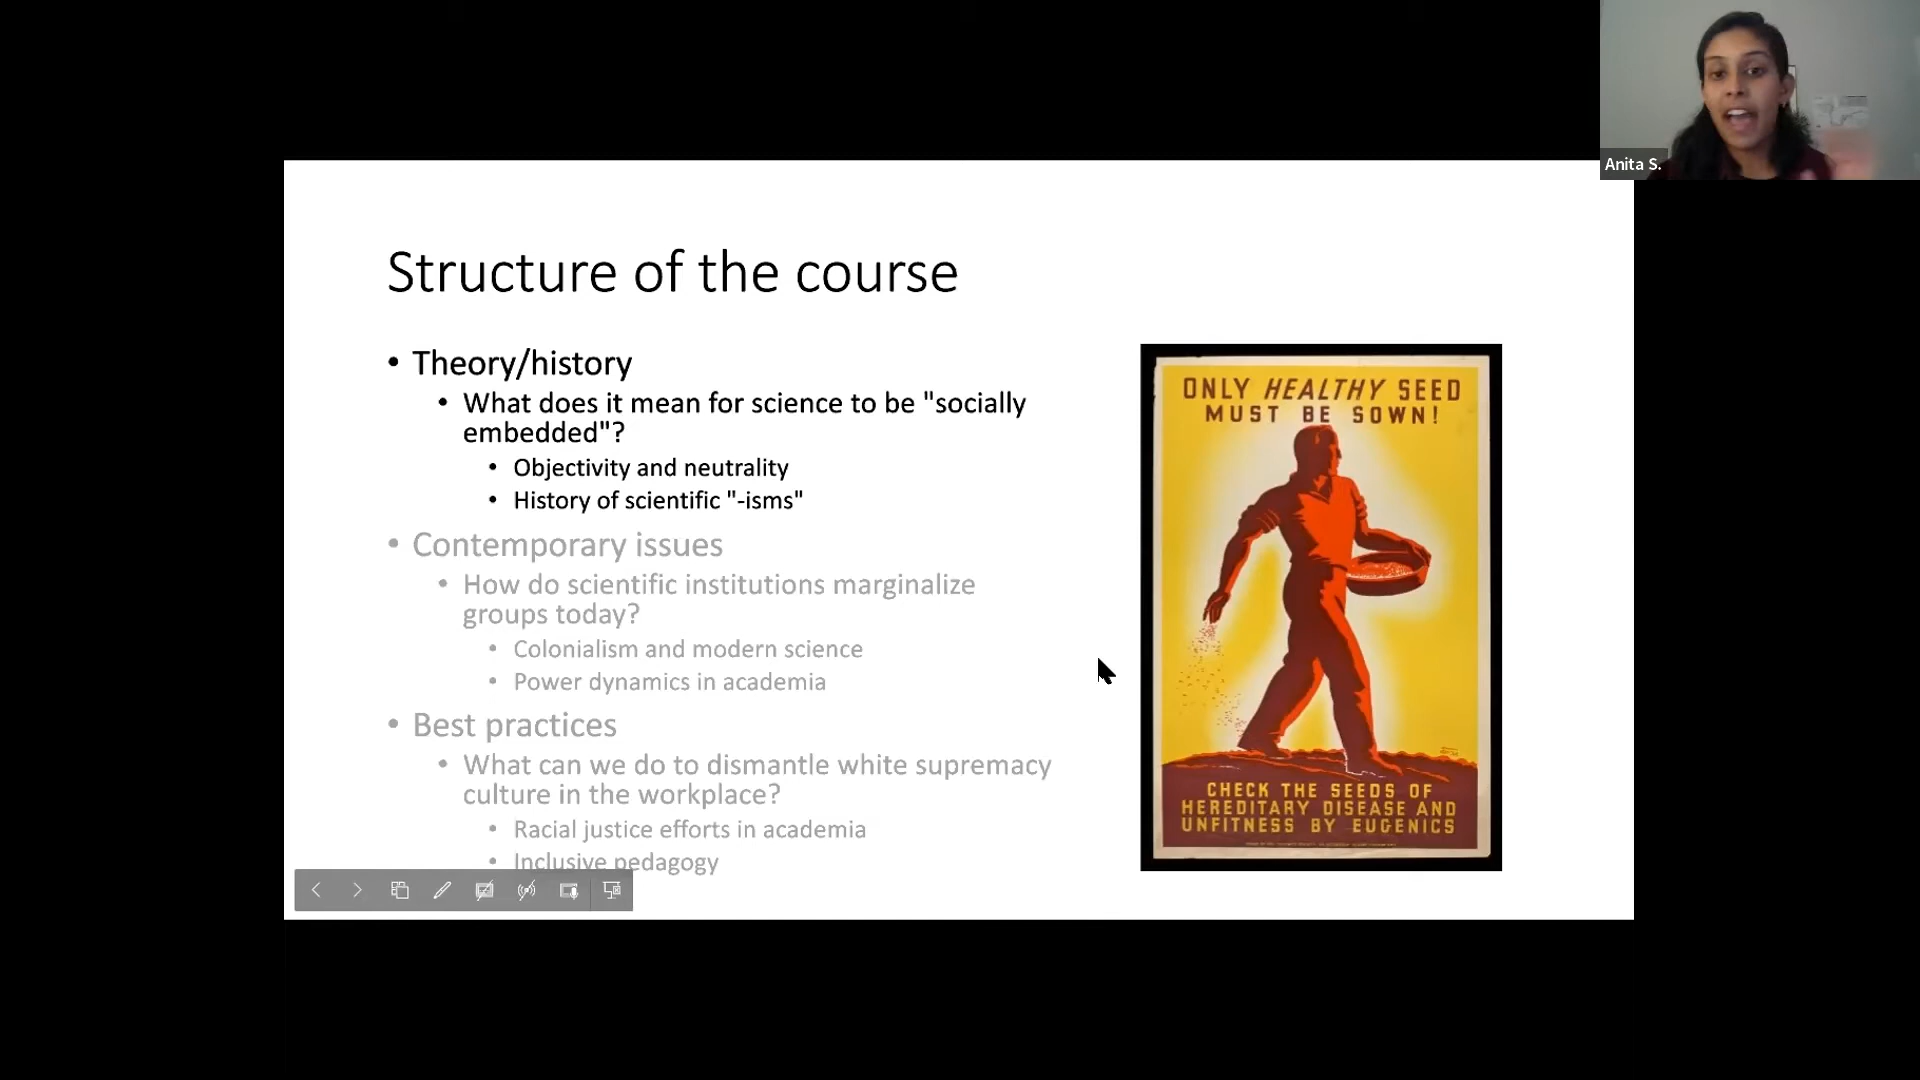 Anita S.
Structure of the course
• Theory/history
• What does it mean for science to be "socially
embedded"?
• Objectivity and neutrality
• History of scientific "-isms"
• Contemporary issues
• How do scientific institutions marginalize
groups today?
• Colonialism and modern science
• Power dynamics in academia
• Best practices
• What can we do to dismantle white supremacy
culture in the workplace?
• Racial justice efforts in academia
• Inclusive pedagogy
ONLY HEALTHY SEED
MUST BE SOWN!
CHECK THE SEEDS OF
HEREDITARY DISEASE AND
UNFITNESS BY EUGENICS